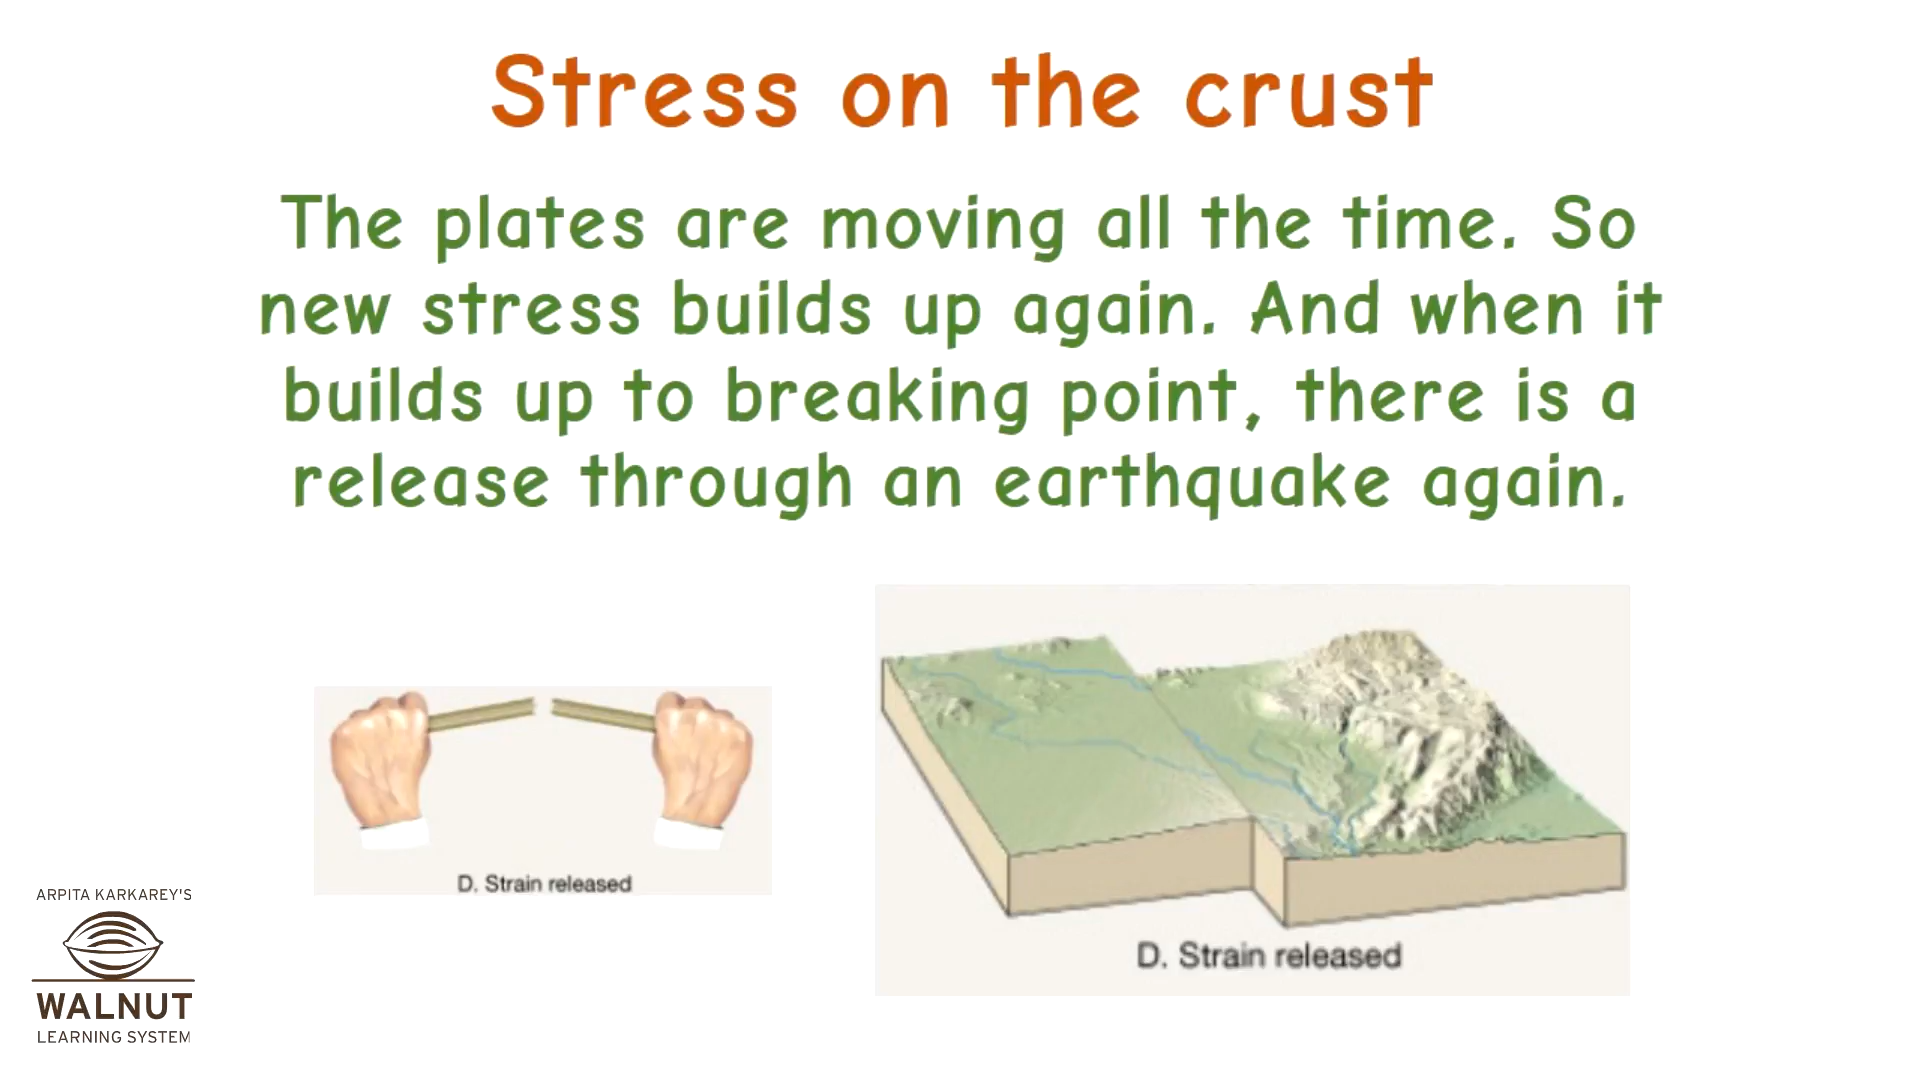 Stress on the crust
The plates are moving all the time. So
new stress builds up again. And when it
builds up to breaking point, there is a
release through an earthquake again.
D. Strain released
D. Strain released
ARPITA KARKAREY'S
WALNUT
LEARNING SYSTEM